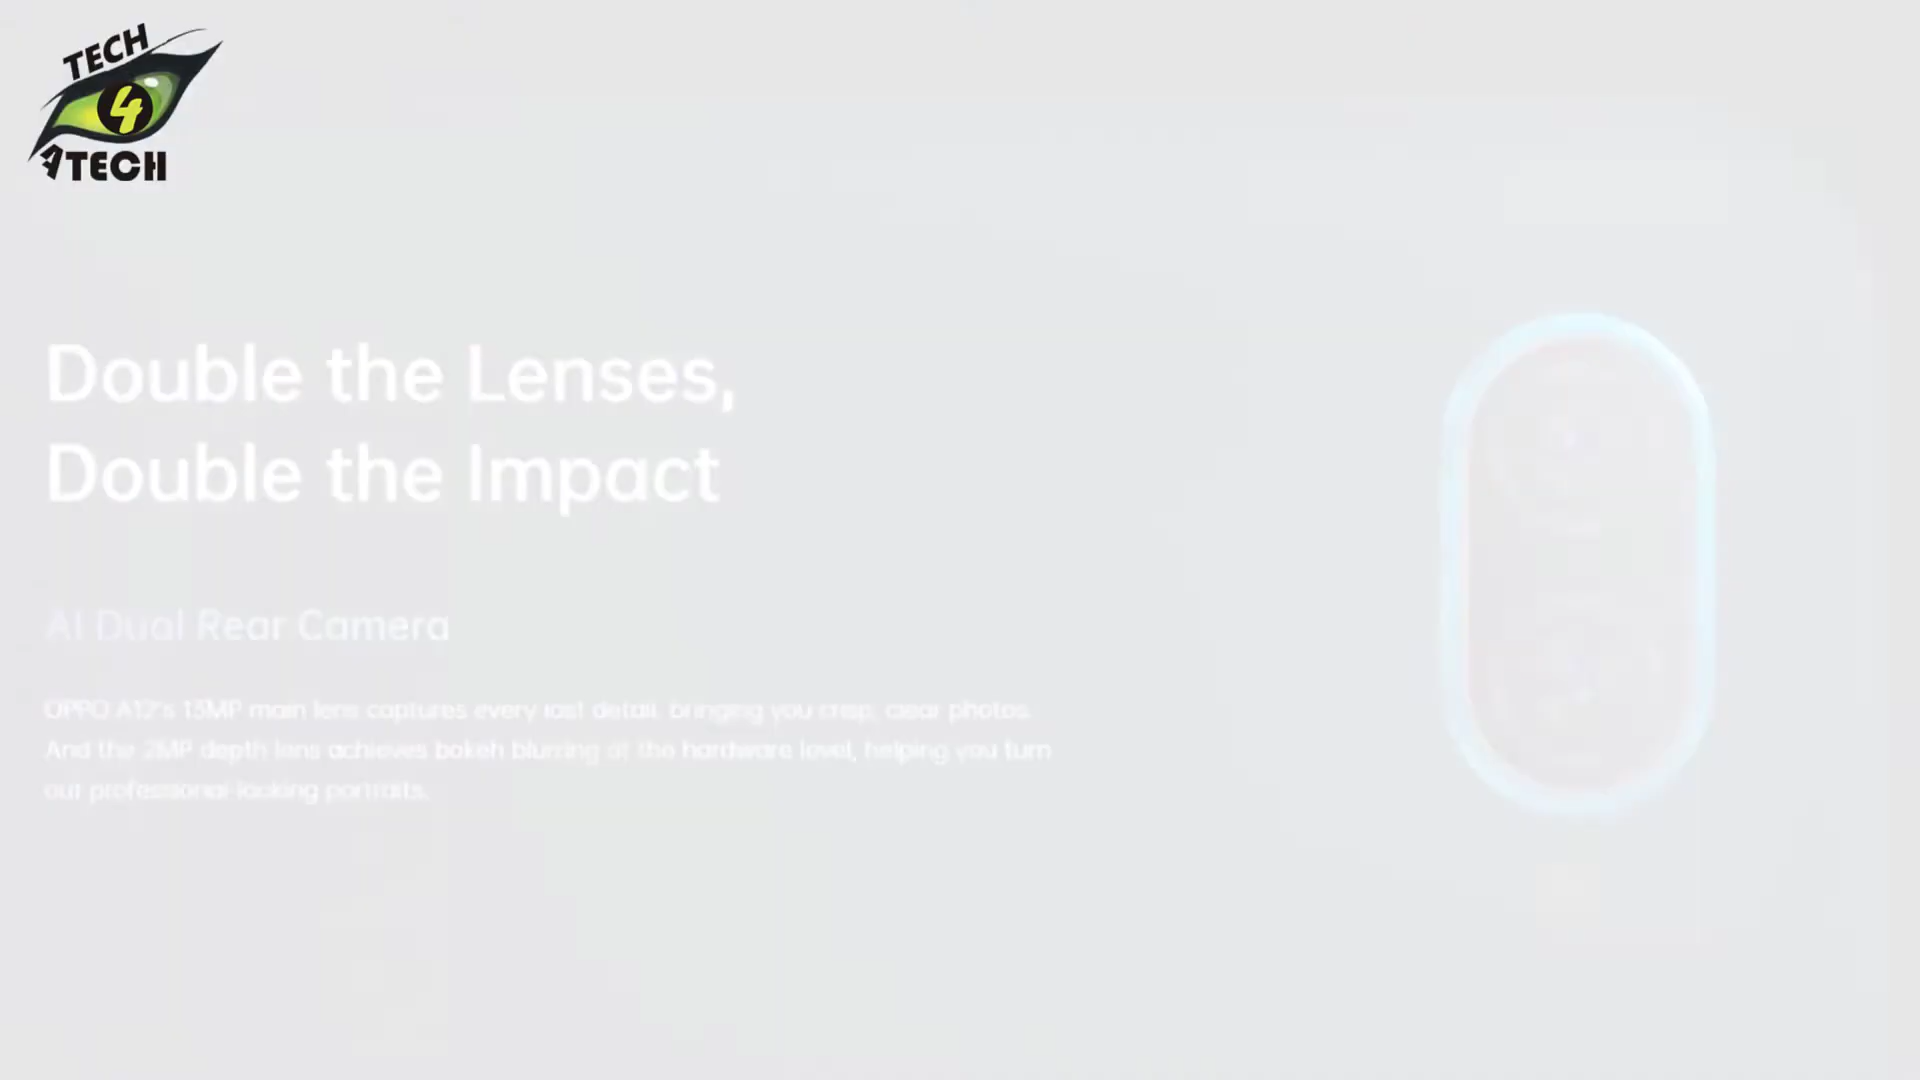 TECH
4
A TECH
Double the Lenses,
Double the Impact
AI Dual Rear Camera
OPPO A12's 13MP main lens captures every last detail, bringing you crisp, clear photos.
And the 2MP depth lens achieves bokeh blurring at the hardware level, helping you turn
out professional-looking portraits.